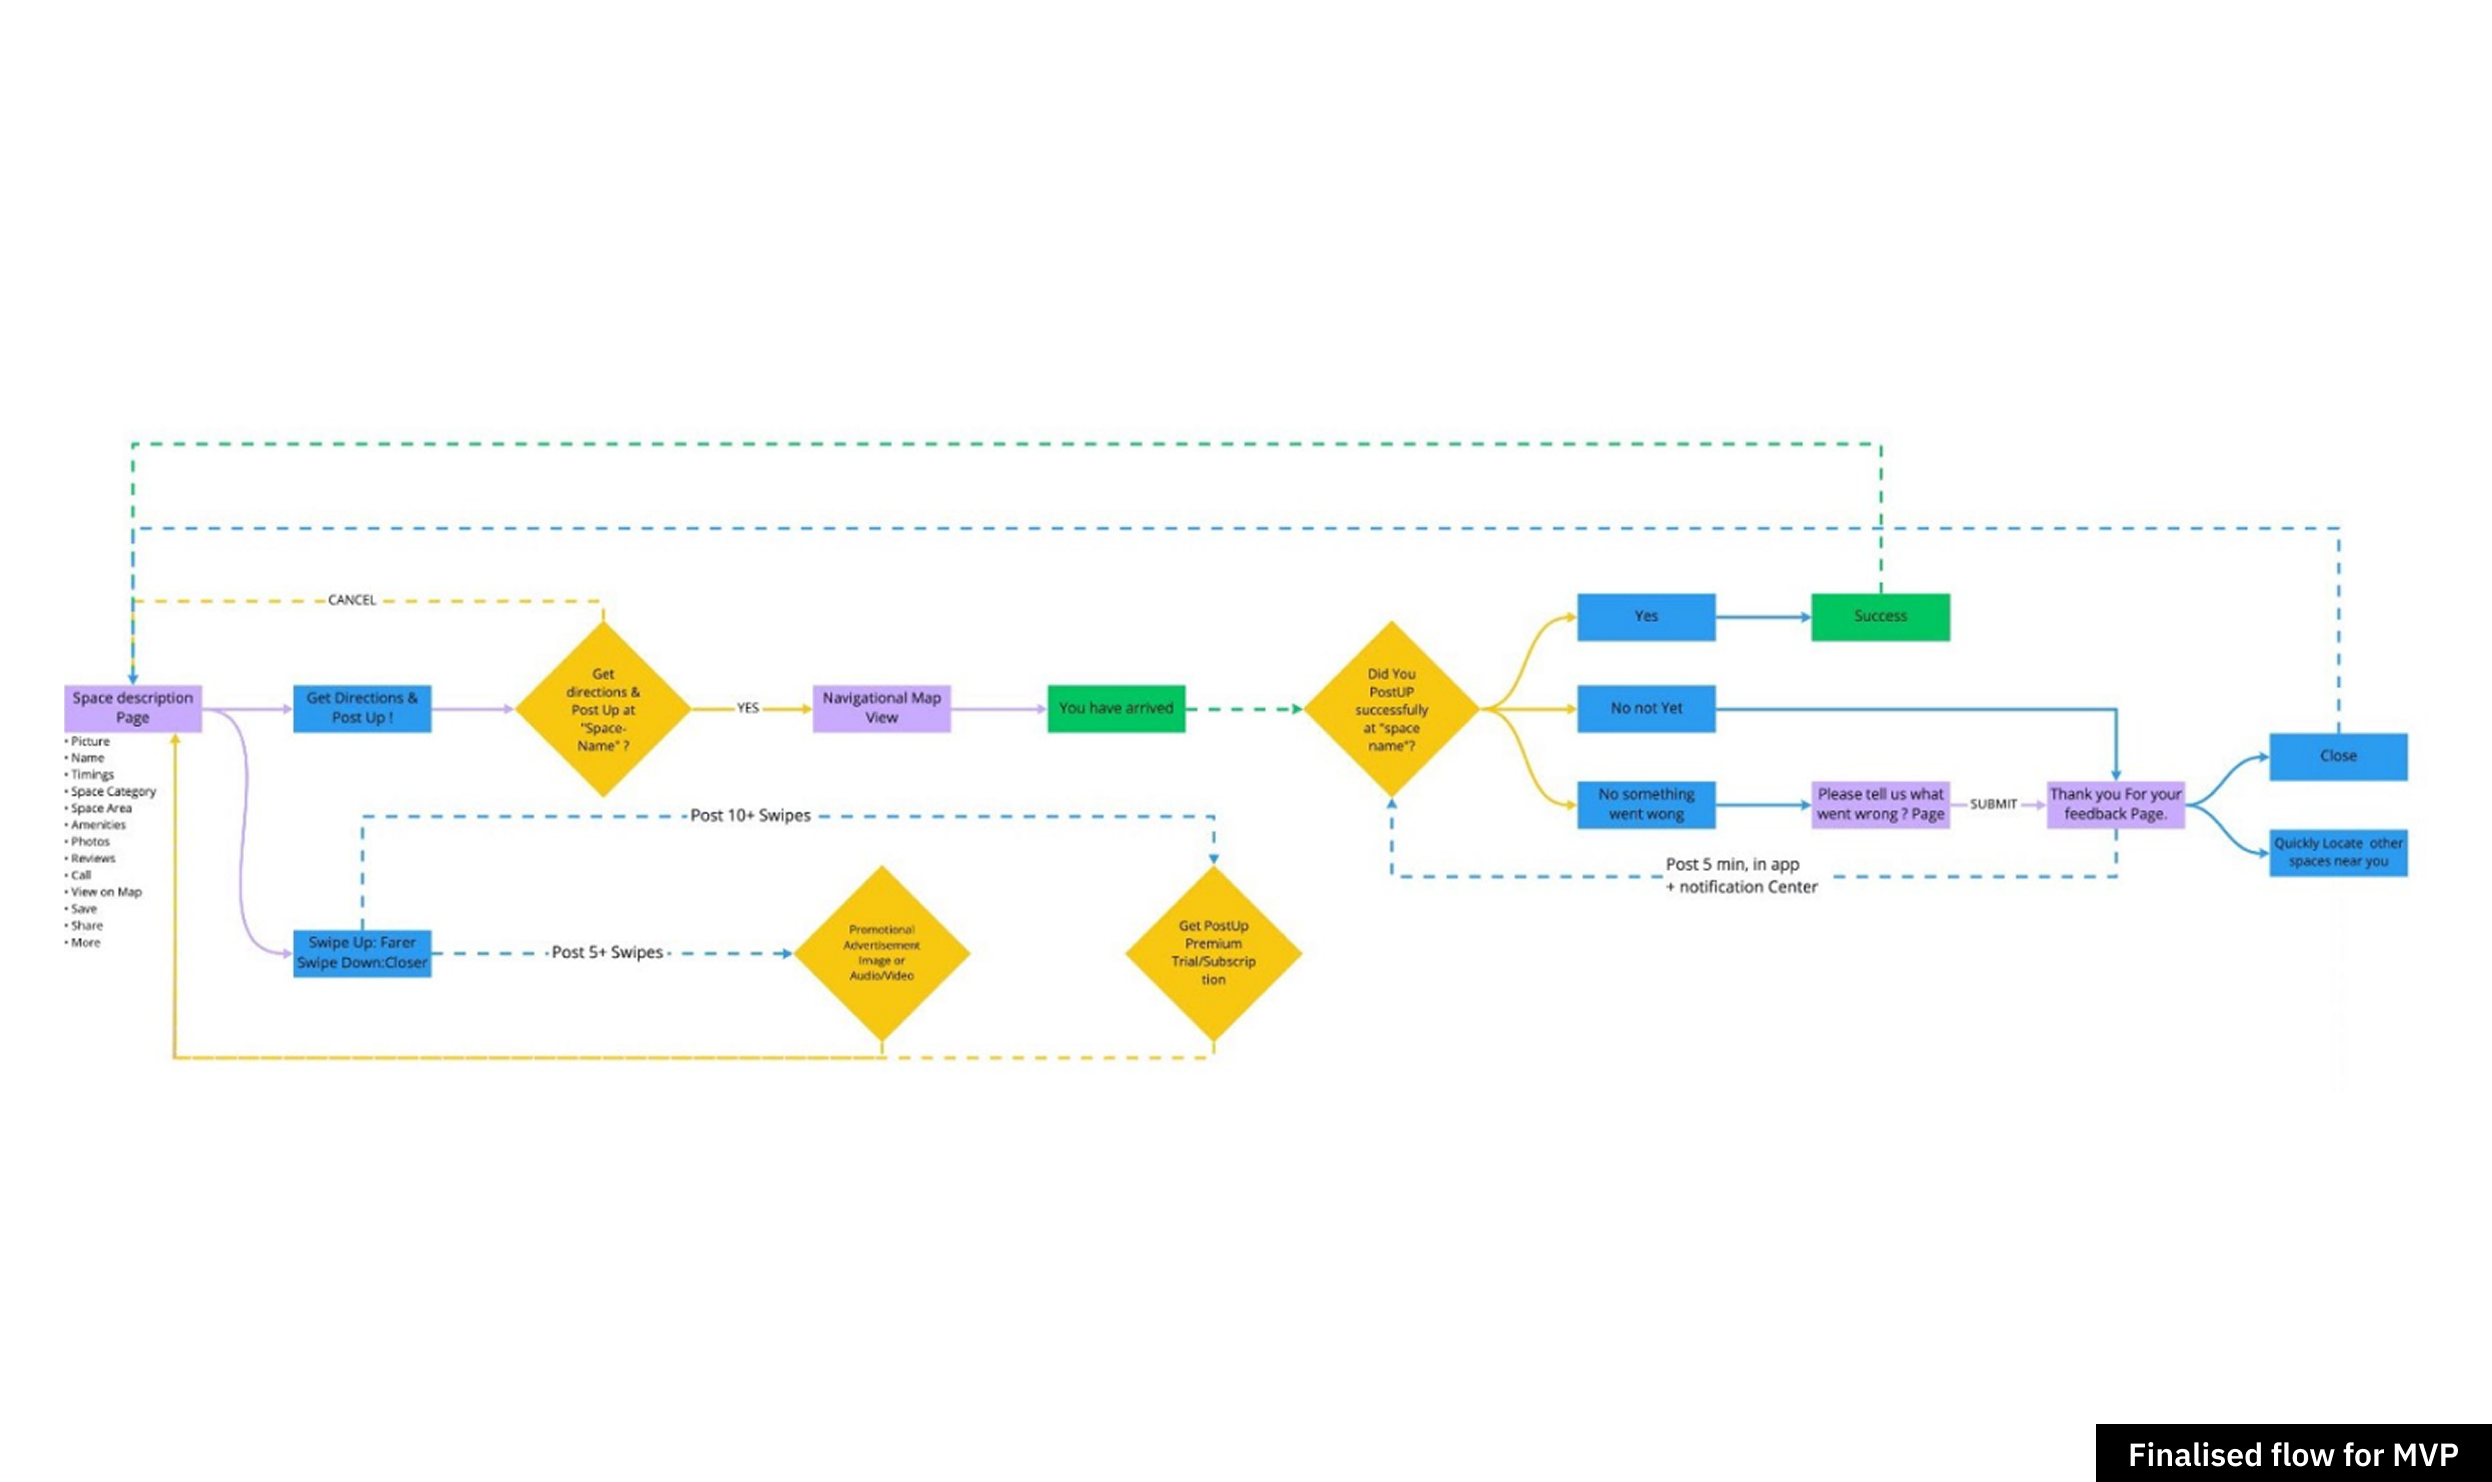 CANCEL
Space description
Page
• Picture
• Name
• Timings
• Space Category
• Space Area
• Amenities
• Photos
• Reviews
• Call
• View on Map
• Save
• Share
• More
Get Directions &
Post Up !
Get
directions &
Post Up at
"Space-
Name" ?
YES
Navigational Map
View
You have arrived
Did You
PostUP
successfully
at "space
name"?
Yes
Success
No not Yet
No something
went wong
Please tell us what
went wrong ? Page
SUBMIT
Thank you For your
feedback Page.
Close
Quickly Locate other
spaces near you
Post 5 min, in app
+ notification Center
Post 10+ Swipes
Swipe Up: Farer
Swipe Down:Closer
Post 5+ Swipes
Promotional
Advertisement
Image or
Audio/Video
Get PostUp
Premium
Trial/Subscrip
tion
Finalised flow for MVP